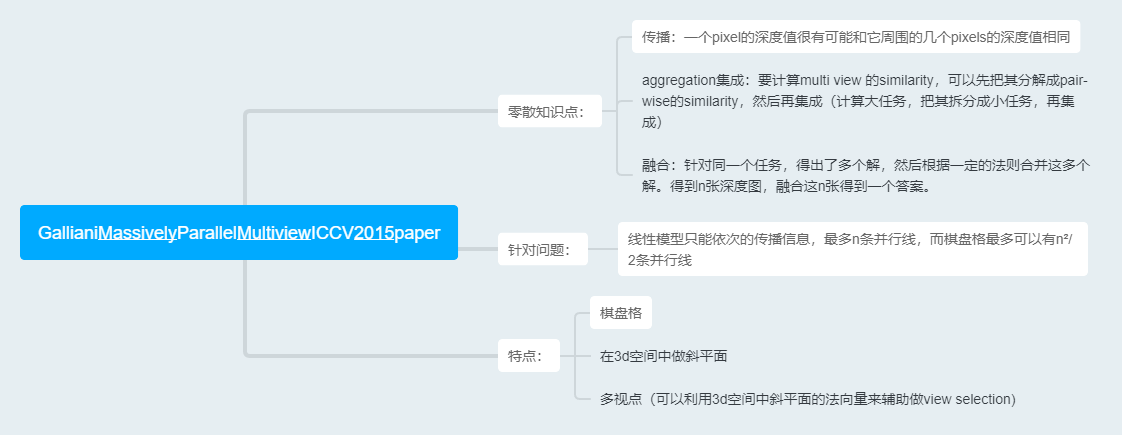 传播：一个pixel的深度值很有可能和它周围的几个pixels的深度值相同
aggregation集成：要计算multi view 的similarity，可以先把其分解成pair-
wise的similarity，然后再集成（计算大任务，把其拆分成小任务，再集
成）
零散知识点：
融合：针对同一个任务，得出了多个解，然后根据一定的法则合并这多个
解。得到n张深度图，融合这n张得到一个答案。
GallianiMassivelyParallelMultiviewICCV2015paper
针对问题：
线性模型只能依次的传播信息，最多n条并行线，而棋盘格最多可以有n²/
2条并行线
特点：
棋盘格
在3d空间中做斜平面
多视点（可以利用3d空间中斜平面的法向量来辅助做view selection）